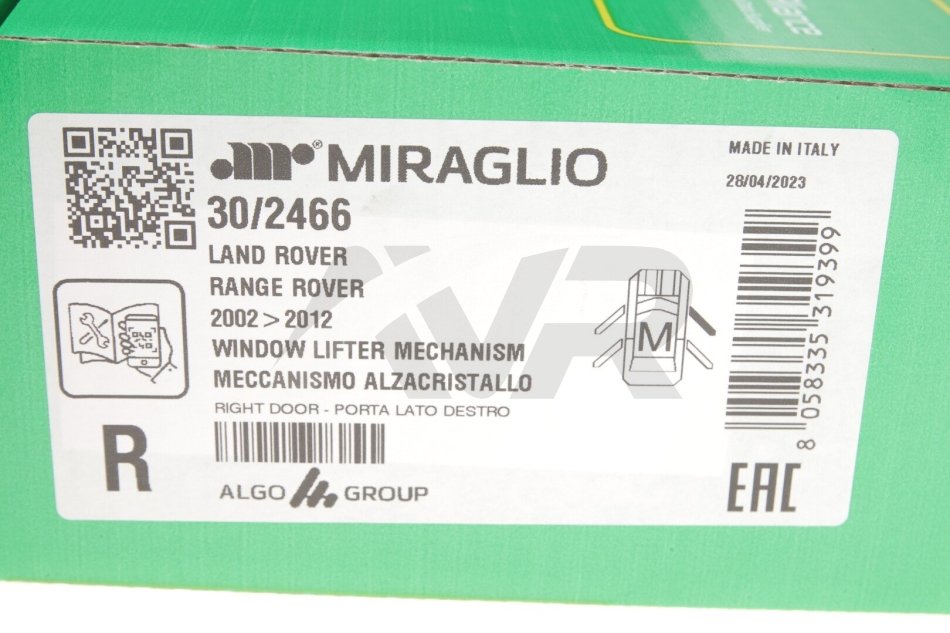 MIRAGLIO
30/2466
LAND ROVER
RANGE ROVER
2002 > 2012
WINDOW LIFTER MECHANISM
MECCANISMO ALZACRISTALLO
RIGHT DOOR - PORTA LATO DESTRO
R
ALGO GROUP
MADE IN ITALY
28/04/2023
M
8 058335 319399
EAC
VR